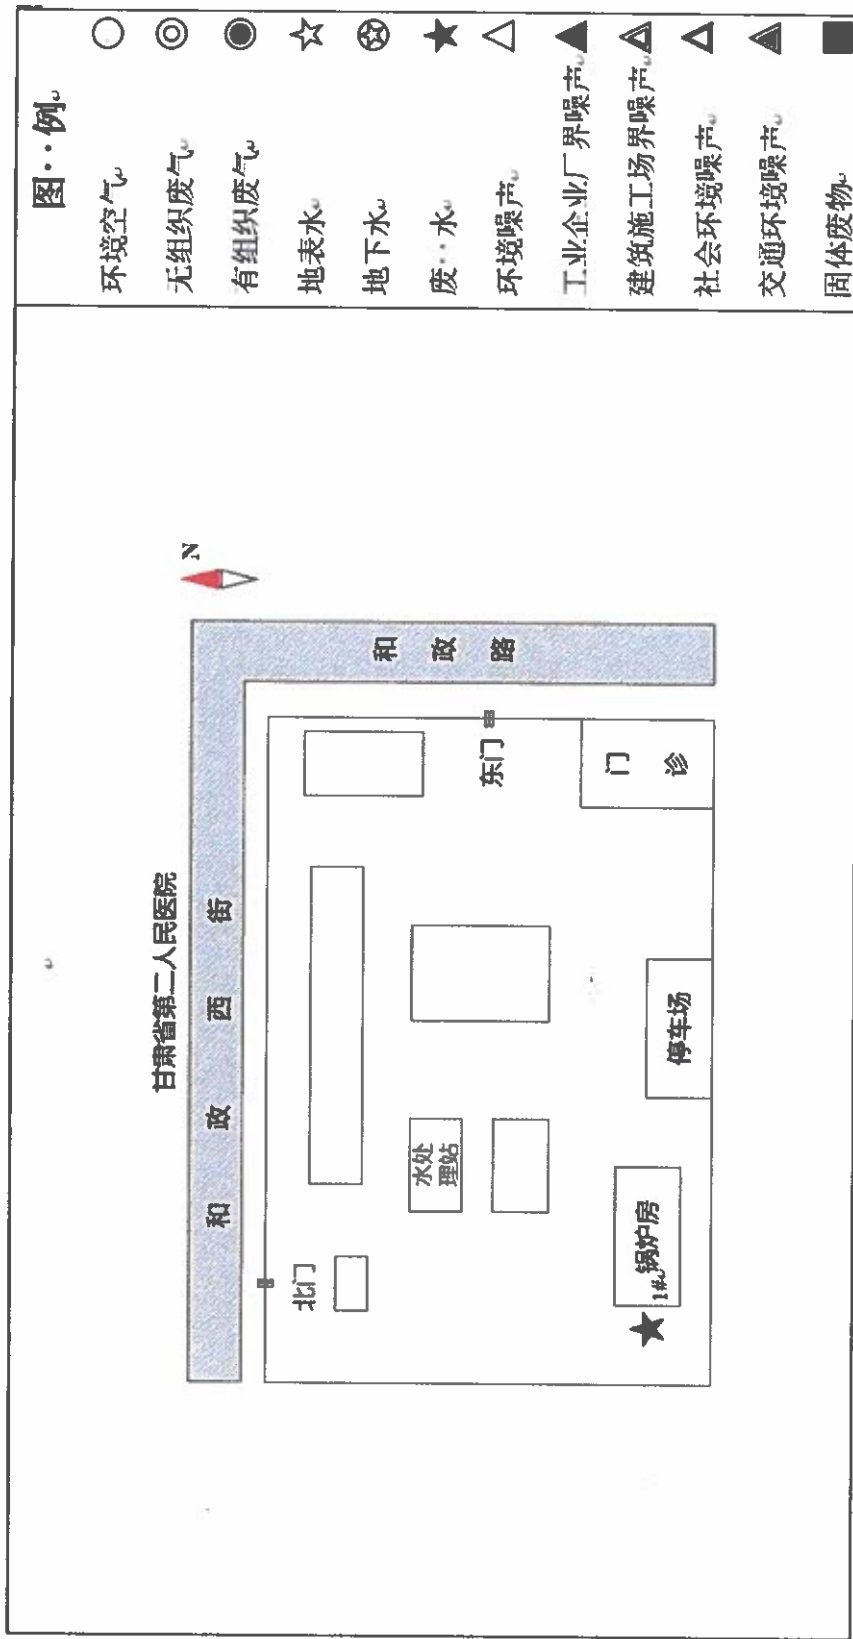 甘肃省第二人民医院
和 政 西 街
N
和 政 路
北门
东门
水处
理站
门 诊
锅炉房
1#
停车场
图··例
环境空气
无组织废气
有组织废气
地表水
地下水
废··水
环境噪声
工业企业厂界噪声
建筑施工场界噪声
社会环境噪声
交通环境噪声
固体废物